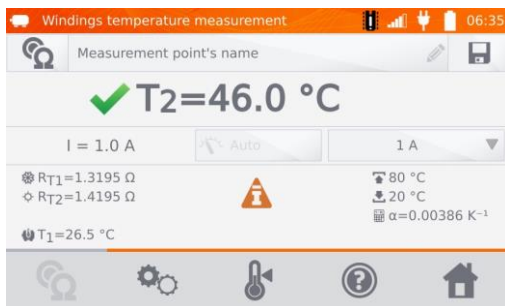 Windings temperature measurement 06:35
Measurement point's name
T2=46.0 °C
I = 1.0 A Auto 1 A
RT1=1.3195 Ω
RT2=1.4195 Ω
T1=26.5 °C
80 °C
20 °C
α=0.00386 K⁻¹